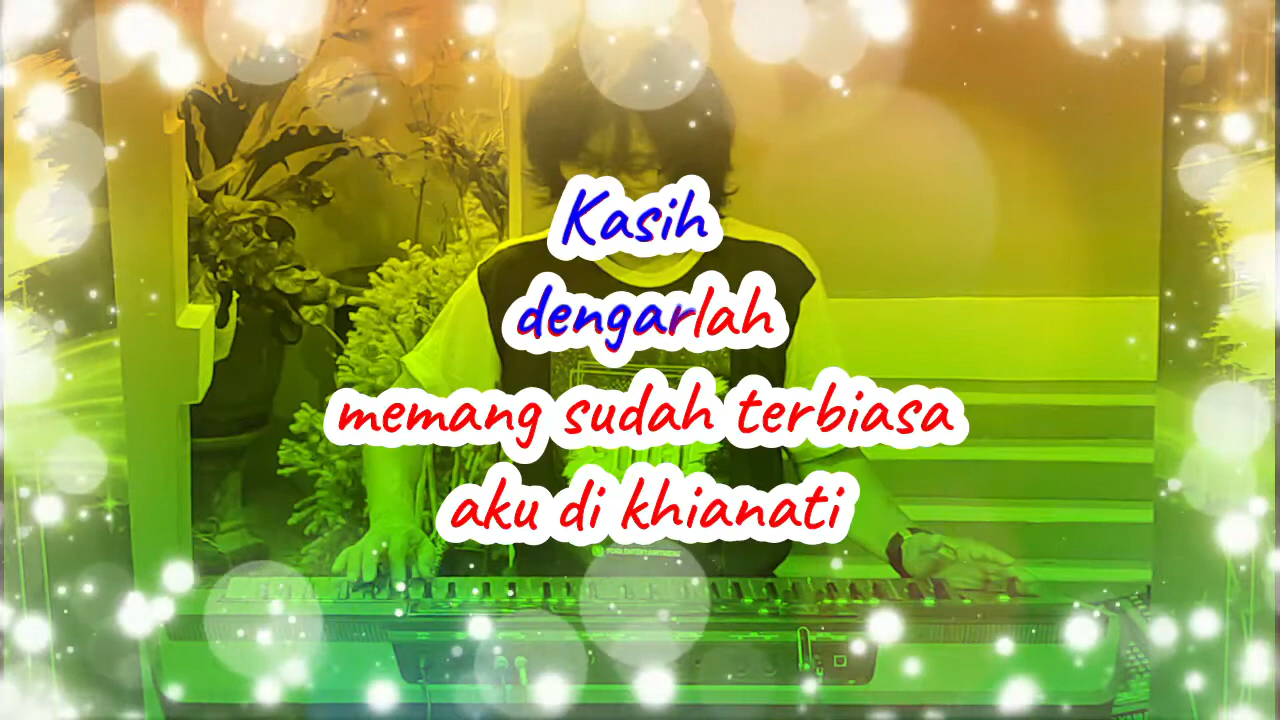 Kasih
dengarlah
memang sudah terbiasa
aku di khianati